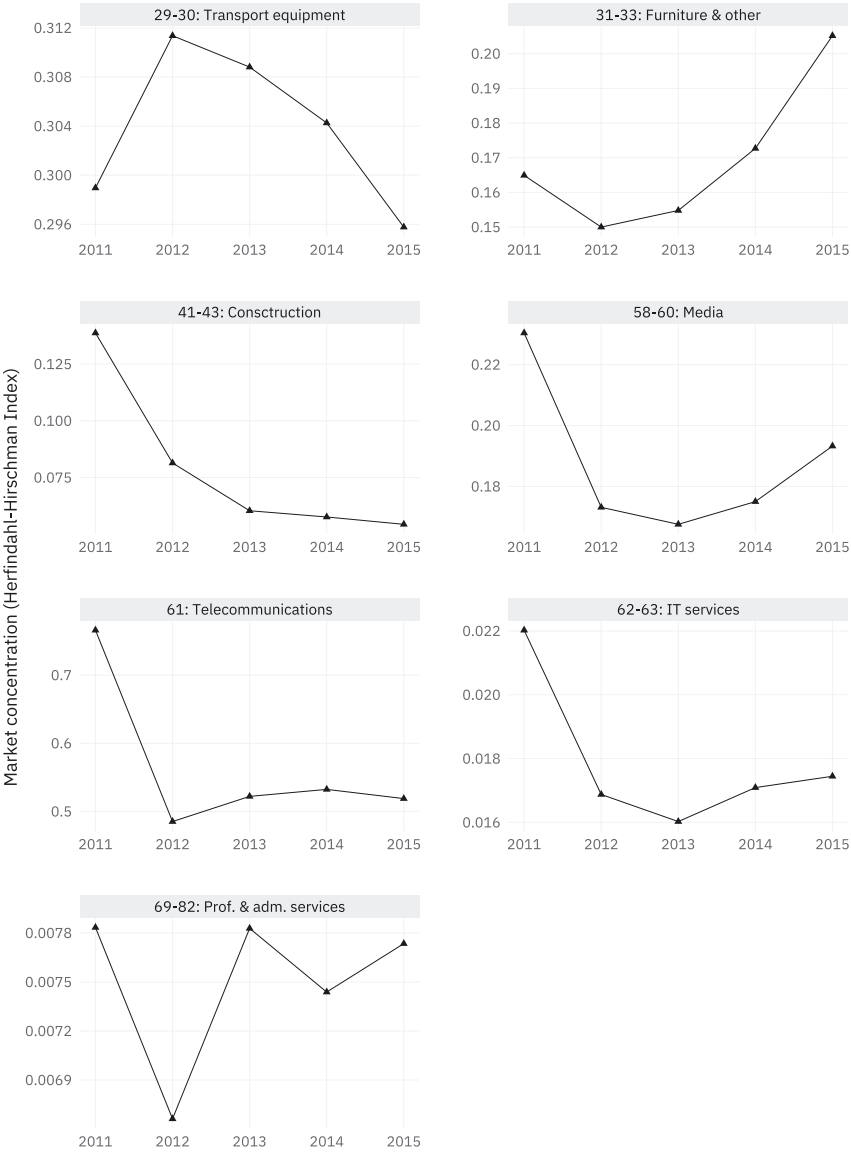 29-30: Transport equipment
0.312
0.308
0.304
0.300
0.296
2011 2012 2013 2014 2015
31-33: Furniture & other
0.20
0.19
0.18
0.17
0.16
0.15
2011 2012 2013 2014 2015
Market concentration (Herfindahl-Hirschman Index)
41-43: Consctruction
0.125
0.100
0.075
2011 2012 2013 2014 2015
58-60: Media
0.22
0.20
0.18
2011 2012 2013 2014 2015
61: Telecommunications
0.7
0.6
0.5
2011 2012 2013 2014 2015
62-63: IT services
0.022
0.020
0.018
0.016
2011 2012 2013 2014 2015
69-82: Prof. & adm. services
0.0078
0.0075
0.0072
0.0069
2011 2012 2013 2014 2015